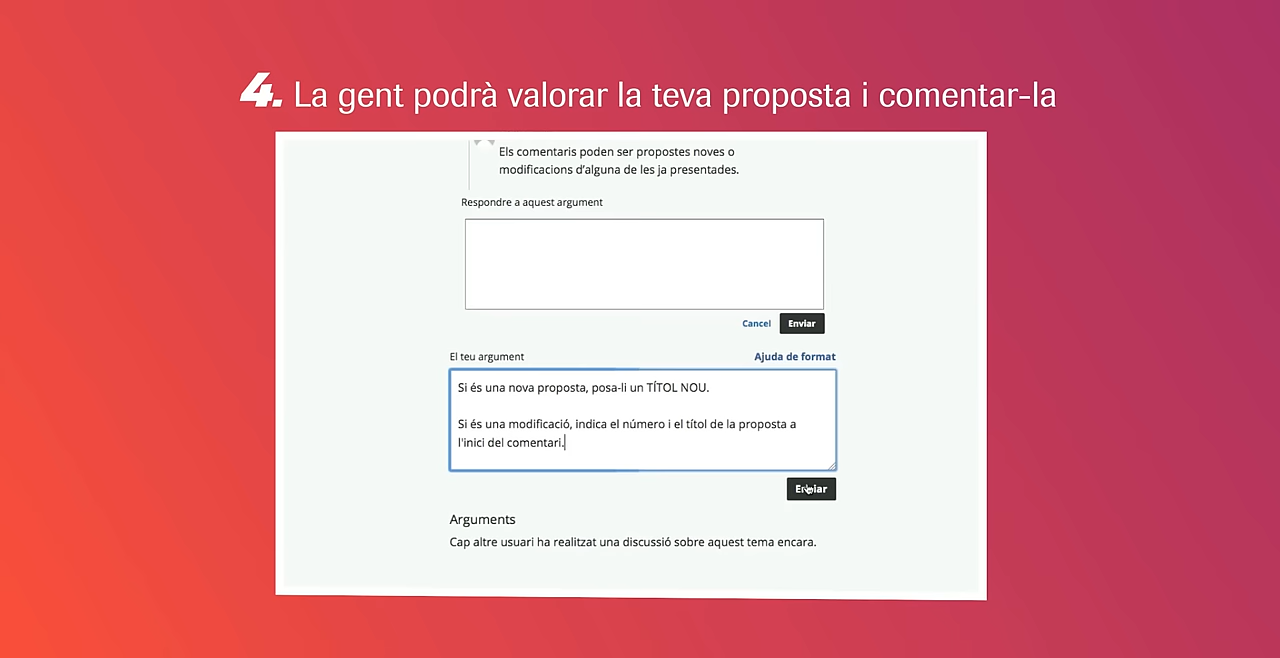 4. La gent podrà valorar la teva proposta i comentar-la
Els comentaris poden ser propostes noves o
modificacions d'alguna de les ja presentades.
Respondre a aquest argument
Cancel Enviar
El teu argument Ajuda de format
Si és una nova proposta, posa-li un TÍTOL NOU.
Si és una modificació, indica el número i el títol de la proposta a
l'inici del comentari.
Enviar
Arguments
Cap altre usuari ha realitzat una discussió sobre aquest tema encara.